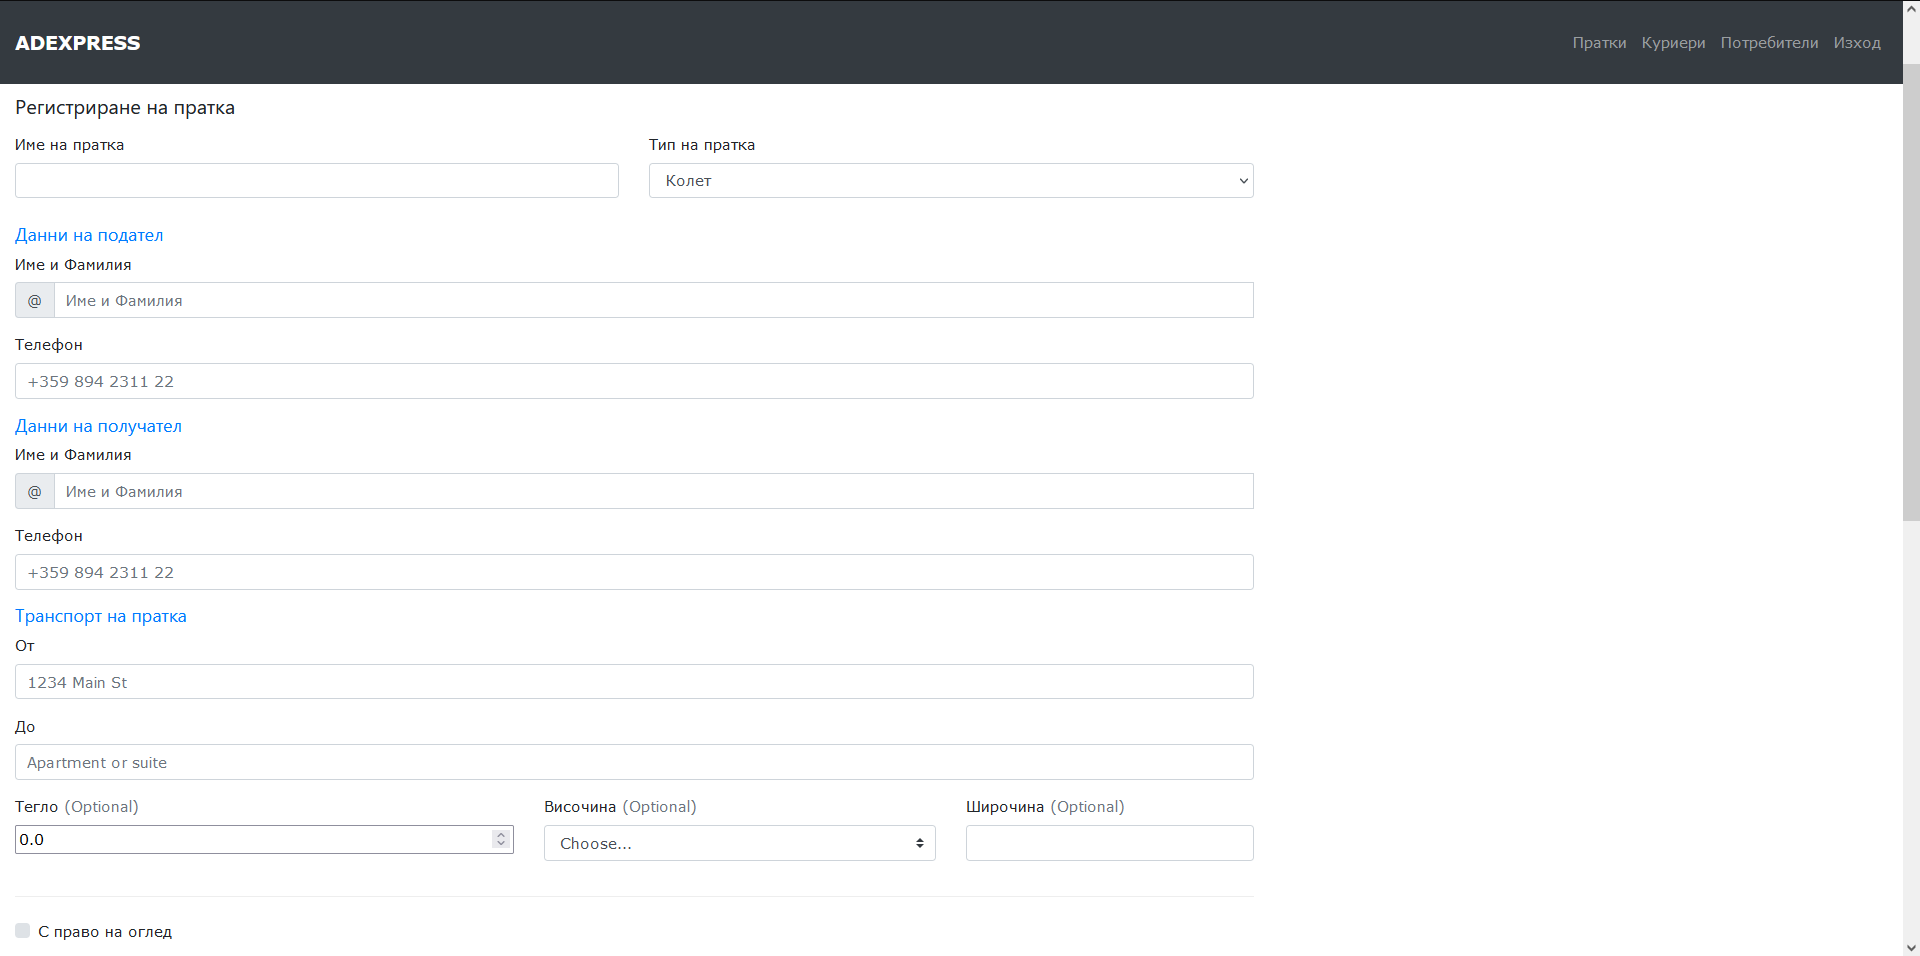 ADEXPRESS
Пратки Куриери Потребители Изход
Регистриране на пратка
Име на пратка
Тип на пратка
Колет
Данни на подател
Име и Фамилия
@ Име и Фамилия
Телефон
+359 894 2311 22
Данни на получател
Име и Фамилия
@ Име и Фамилия
Телефон
+359 894 2311 22
Транспорт на пратка
От
1234 Main St
До
Apartment or suite
Тегло (Optional)
0.0
Височина (Optional)
Choose...
Широчина (Optional)
С право на оглед